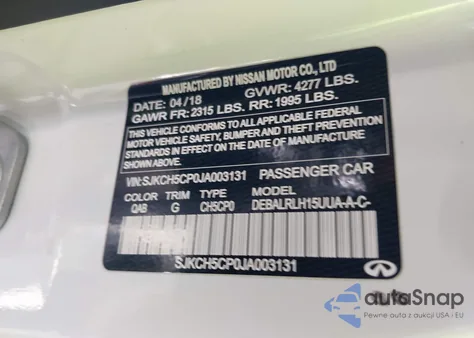 MANUFACTURED BY NISSAN MOTOR CO., LTD
DATE: 04/18 GVWR: 4277 LBS.
GAWR FR: 2315 LBS. RR: 1995 LBS.
THIS VEHICLE CONFORMS TO ALL APPLICABLE FEDERAL
MOTOR VEHICLE SAFETY, BUMPER AND THEFT PREVENTION
STANDARDS IN EFFECT ON THE DATE OF MANUFACTURE
SHOWN ABOVE.
VIN: SJKCH5CP0JA003131 PASSENGER CAR
COLOR TRIM TYPE MODEL
QAB G CH5CP0 DEBALRLH15UUA-A-C-
SJKCH5CP0JA003131
autoSnap
Pewne auta z aukcji USA i EU